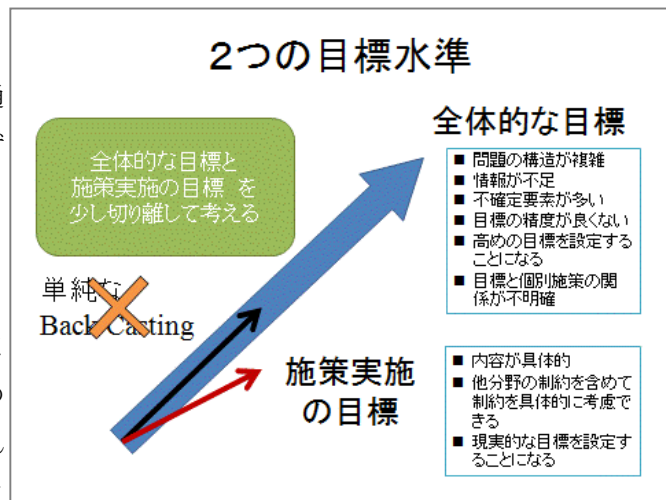 2つの目標水準
全体的な目標
全体的な目標と
施策実施の目標 を
少し切り離して考える
■ 問題の構造が複雑
■ 情報が不足
■ 不確定要素が多い
■ 目標の精度が良くない
■ 高めの目標を設定する
ことになる
■ 目標と個別施策の関
係が不明確
単純な
Back Casting
施策実施
の目標
■ 内容が具体的
■ 他分野の制約を含めて
制約を具体的に考慮で
きる
■ 現実的な目標を設定す
ることになる